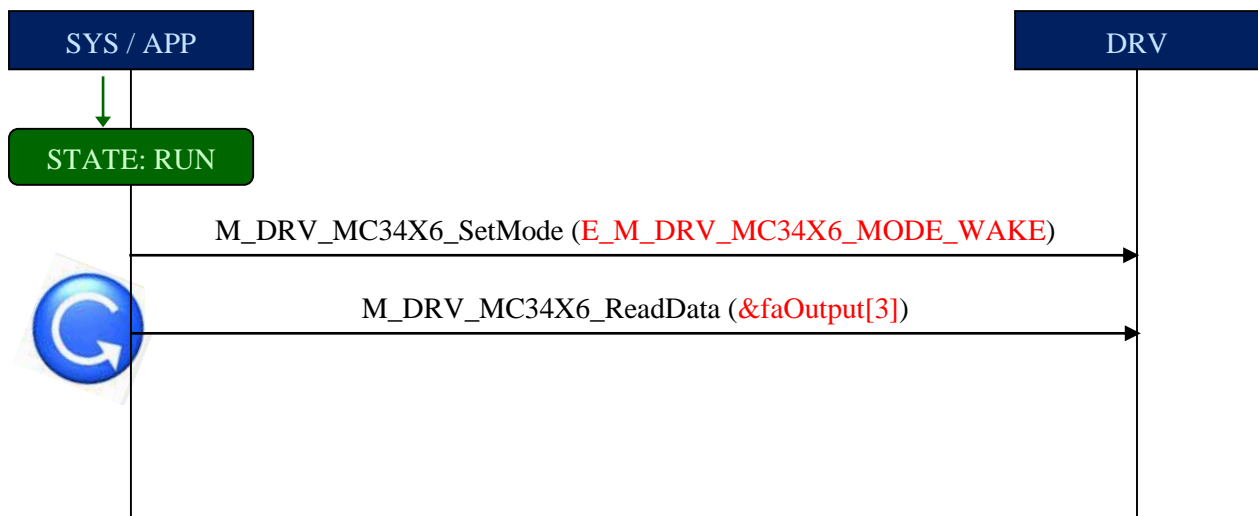 SYS / APP
DRV
STATE: RUN
M_DRV_MC34X6_SetMode (E_M_DRV_MC34X6_MODE_WAKE)
M_DRV_MC34X6_ReadData (&faOutput[3])